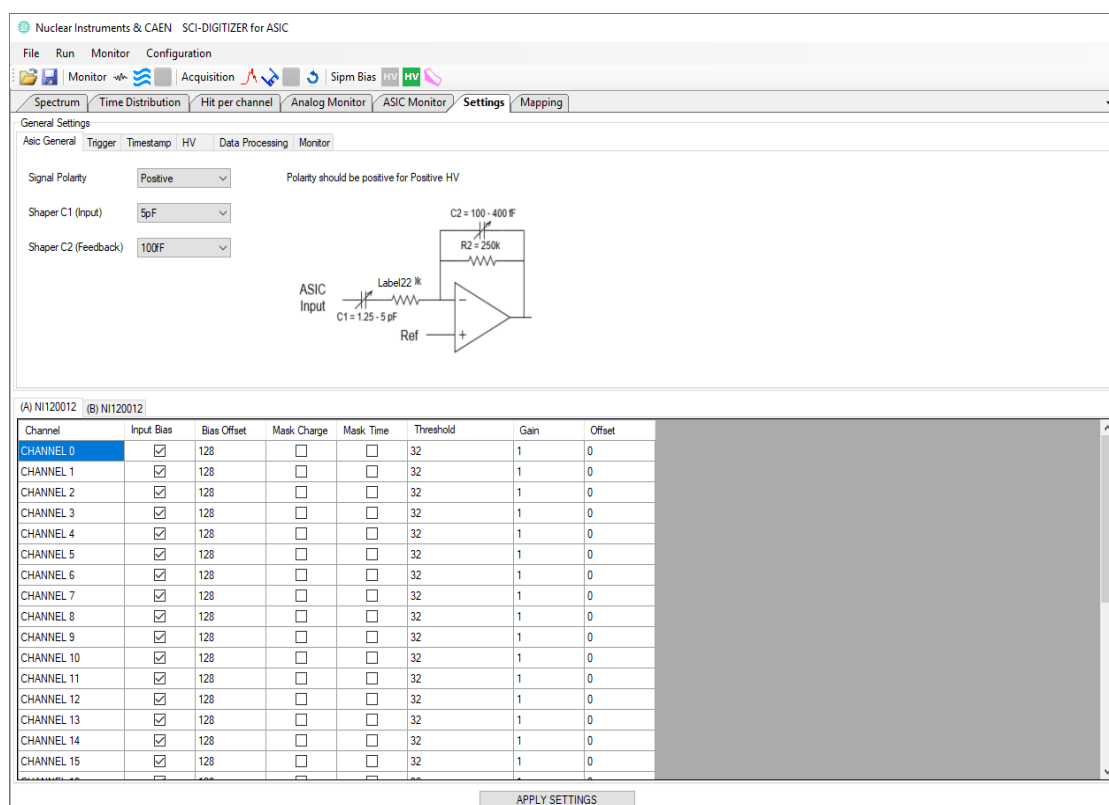 Nuclear Instruments & CAEN SCI-DIGITIZER for ASIC
File Run Monitor Configuration
Monitor Acquisition Sipm Bias HV HV
Spectrum Time Distribution Hit per channel Analog Monitor ASIC Monitor Settings Mapping
General Settings
Asic General Trigger Timestamp HV Data Processing Monitor
Signal Polarity Positive Polarity should be positive for Positive HV
Shaper C1 (Input) 5pF
Shaper C2 (Feedback) 100fF
C2 = 100 - 400 fF
R2 = 250k
Label22
ASIC
Input
C1 = 1.25 - 5 pF
Ref
(A) NI120012 (B) NI120012
Channel Input Bias Bias Offset Mask Charge Mask Time Threshold Gain Offset
CHANNEL 0 128 32 1 0
CHANNEL 1 128 32 1 0
CHANNEL 2 128 32 1 0
CHANNEL 3 128 32 1 0
CHANNEL 4 128 32 1 0
CHANNEL 5 128 32 1 0
CHANNEL 6 128 32 1 0
CHANNEL 7 128 32 1 0
CHANNEL 8 128 32 1 0
CHANNEL 9 128 32 1 0
CHANNEL 10 128 32 1 0
CHANNEL 11 128 32 1 0
CHANNEL 12 128 32 1 0
CHANNEL 13 128 32 1 0
CHANNEL 14 128 32 1 0
CHANNEL 15 128 32 1 0
APPLY SETTINGS